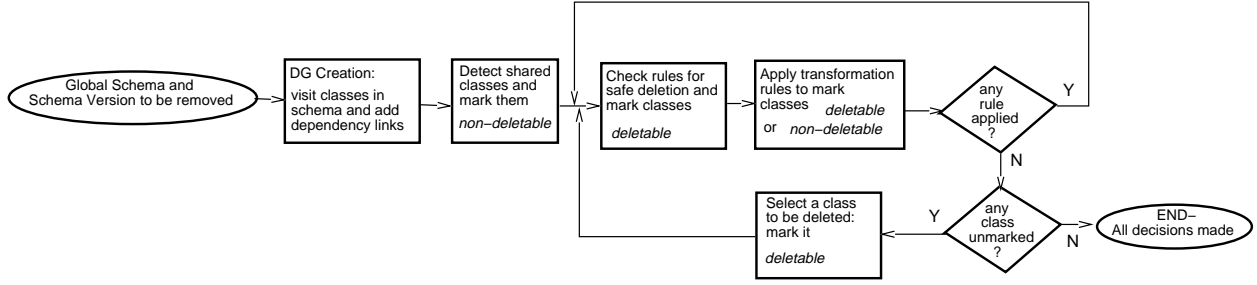 Global Schema and
Schema Version to be removed
DG Creation:
visit classes in
schema and add
dependency links
Detect shared
classes and
mark them
non–deletable
Check rules for
safe deletion and
mark classes
deletable
Apply transformation
rules to mark
classes deletable
or non–deletable
any
rule
applied
?
Y
N
any
class
unmarked
?
Y
N
Select a class
to be deleted:
mark it
deletable
END–
All decisions made